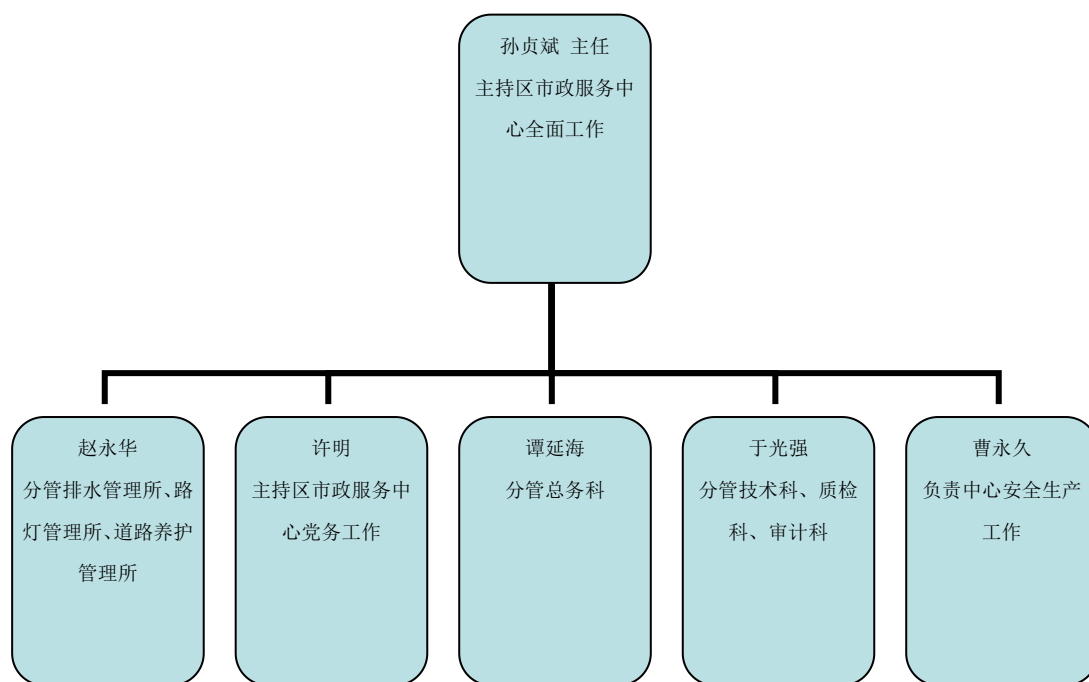 孙贞斌 主任
主持区市政服务中
心全面工作
赵永华
分管排水管理所、路
灯管理所、道路养护
管理所
许明
主持区市政服务中
心党务工作
谭延海
分管总务科
于光强
分管技术科、质检
科、审计科
曹永久
负责中心安全生产
工作